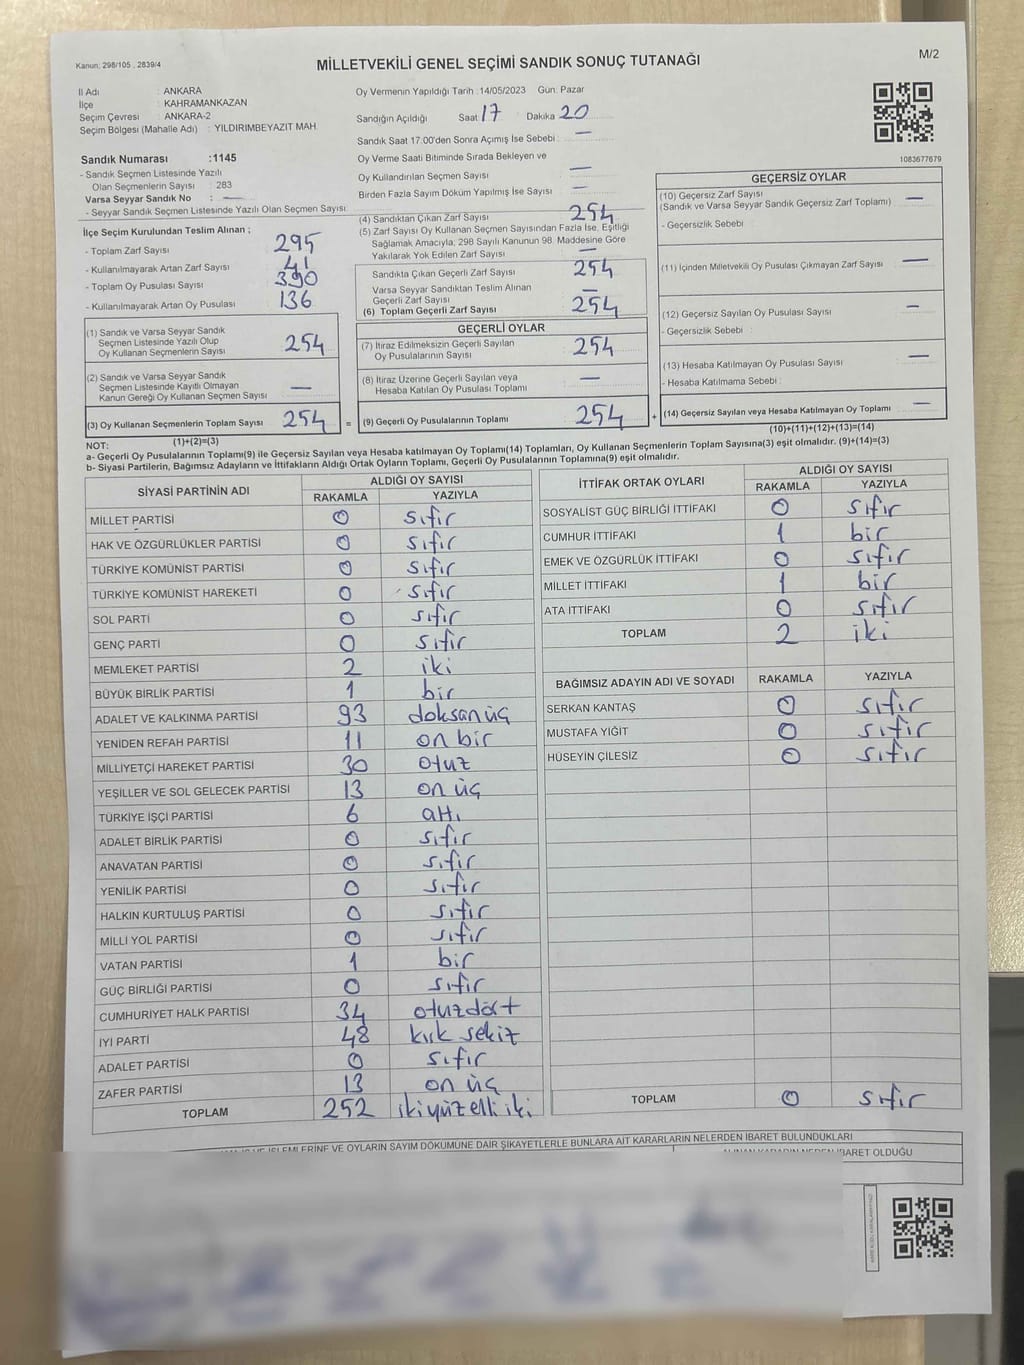 Kanun; 298/105 , 2839/4
MİLLETVEKİLİ GENEL SEÇİMİ SANDIK SONUÇ TUTANAĞI
M/2
İl Adı : ANKARA
İlçe : KAHRAMANKAZAN
Seçim Çevresi : ANKARA-2
Seçim Bölgesi (Mahalle Adı) : YILDIRIMBEYAZIT MAH.
Sandık Numarası :1145
- Sandık Seçmen Listesinde Yazılı
Olan Seçmenlerin Sayısı : 283
Varsa Seyyar Sandık No : —
- Seyyar Sandık Seçmen Listesinde Yazılı Olan Seçmen Sayısı:
Oy Vermenin Yapıldığı Tarih :14/05/2023 Gün: Pazar
Sandığın Açıldığı Saat 17 Dakika 20
Sandık Saat 17:00'den Sonra Açımış İse Sebebi : —
Oy Verme Saati Bitiminde Sırada Bekleyen ve
Oy Kullandırılan Seçmen Sayısı —
Birden Fazla Sayım Döküm Yapılmış İse Sayısı —
1083677679
İlçe Seçim Kurulundan Teslim Alınan ;
- Toplam Zarf Sayısı 295
- Kullanılmayarak Artan Zarf Sayısı 41
- Toplam Oy Pusulası Sayısı 390
- Kullanılmayarak Artan Oy Pusulası 136
(1) Sandık ve Varsa Seyyar Sandık
Seçmen Listesinde Yazılı Olup
Oy Kullanan Seçmenlerin Sayısı 254
(2) Sandık ve Varsa Seyyar Sandık
Seçmen Listesinde Kayıtlı Olmayan
Kanun Gereği Oy Kullanan Seçmen Sayısı —
(3) Oy Kullanan Seçmenlerin Toplam Sayısı 254
(1)+(2)=(3)
(4) Sandıktan Çıkan Zarf Sayısı 254
(5) Zarf Sayısı Oy Kullanan Seçmen Sayısından Fazla İse, Eşitliği
Sağlamak Amacıyla; 298 Sayılı Kanunun 98. Maddesine Göre
Yakılarak Yok Edilen Zarf Sayısı —
Sandıkta Çıkan Geçerli Zarf Sayısı 254
Varsa Seyyar Sandıktan Teslim Alınan
Geçerli Zarf Sayısı —
(6) Toplam Geçerli Zarf Sayısı 254
GEÇERLİ OYLAR
(7) İtiraz Edilmeksizin Geçerli Sayılan
Oy Pusulalarının Sayısı 254
(8) İtiraz Üzerine Geçerli Sayılan veya
Hesaba Katılan Oy Pusulası Toplamı —
= (9) Geçerli Oy Pusulalarının Toplamı 254
GEÇERSİZ OYLAR
(10) Geçersiz Zarf Sayısı
(Sandık ve Varsa Seyyar Sandık Geçersiz Zarf Toplamı) —
- Geçersizlik Sebebi :
(11) İçinden Milletvekili Oy Pusulası Çıkmayan Zarf Sayısı —
(12) Geçersiz Sayılan Oy Pusulası Sayısı —
- Geçersizlik Sebebi :
(13) Hesaba Katılmayan Oy Pusulası Sayısı —
- Hesaba Katılmama Sebebi :
+ (14) Geçersiz Sayılan veya Hesaba Katılmayan Oy Toplamı —
(10)+(11)+(12)+(13)=(14)
NOT:
a- Geçerli Oy Pusulalarının Toplamı(9) ile Geçersiz Sayılan veya Hesaba katılmayan Oy Toplamı(14) Toplamları, Oy Kullanan Seçmenlerin Toplam Sayısına(3) eşit olmalıdır. (9)+(14)=(3)
b- Siyasi Partilerin, Bağımsız Adayların ve İttifakların Aldığı Ortak Oyların Toplamı, Geçerli Oy Pusulalarının Toplamına(9) eşit olmalıdır.
SİYASİ PARTİNİN ADI ALDIĞI OY SAYISI
RAKAMLA YAZIYLA
MİLLET PARTİSİ 0 sıfır
HAK VE ÖZGÜRLÜKLER PARTİSİ 0 sıfır
TÜRKİYE KOMÜNİST PARTİSİ 0 sıfır
TÜRKİYE KOMÜNİST HAREKETİ 0 sıfır
SOL PARTİ 0 sıfır
GENÇ PARTİ 0 sıfır
MEMLEKET PARTİSİ 2 iki
BÜYÜK BİRLİK PARTİSİ 1 bir
ADALET VE KALKINMA PARTİSİ 93 doksanüç
YENİDEN REFAH PARTİSİ 11 on bir
MİLLİYETÇİ HAREKET PARTİSİ 30 otuz
YEŞİLLER VE SOL GELECEK PARTİSİ 13 on üç
TÜRKİYE İŞÇİ PARTİSİ 6 altı
ADALET BİRLİK PARTİSİ 0 sıfır
ANAVATAN PARTİSİ 0 sıfır
YENİLİK PARTİSİ 0 sıfır
HALKIN KURTULUŞ PARTİSİ 0 sıfır
MİLLİ YOL PARTİSİ 0 sıfır
VATAN PARTİSİ 1 bir
GÜÇ BİRLİĞİ PARTİSİ 0 sıfır
CUMHURİYET HALK PARTİSİ 34 otuzdört
İYİ PARTİ 48 kırk sekiz
ADALET PARTİSİ 0 sıfır
ZAFER PARTİSİ 13 on üç
TOPLAM 252 ikiyüzelli iki
İTTİFAK ORTAK OYLARI ALDIĞI OY SAYISI
RAKAMLA YAZIYLA
SOSYALİST GÜÇ BİRLİĞİ İTTİFAKI 0 sıfır
CUMHUR İTTİFAKI 1 bir
EMEK VE ÖZGÜRLÜK İTTİFAKI 0 sıfır
MİLLET İTTİFAKI 1 bir
ATA İTTİFAKI 0 sıfır
TOPLAM 2 iki
BAĞIMSIZ ADAYIN ADI VE SOYADI RAKAMLA YAZIYLA
SERKAN KANTAŞ 0 sıfır
MUSTAFA YİĞİT 0 sıfır
HÜSEYİN ÇİLESİZ 0 sıfır
TOPLAM 0 sıfır
İŞLEMLERİNE VE OYLARIN SAYIM DÖKÜMÜNE DAİR ŞİKAYETLERLE BUNLARA AİT KARARLARIN NELERDEN İBARET BULUNDUKLARI
İBARET OLDUĞU